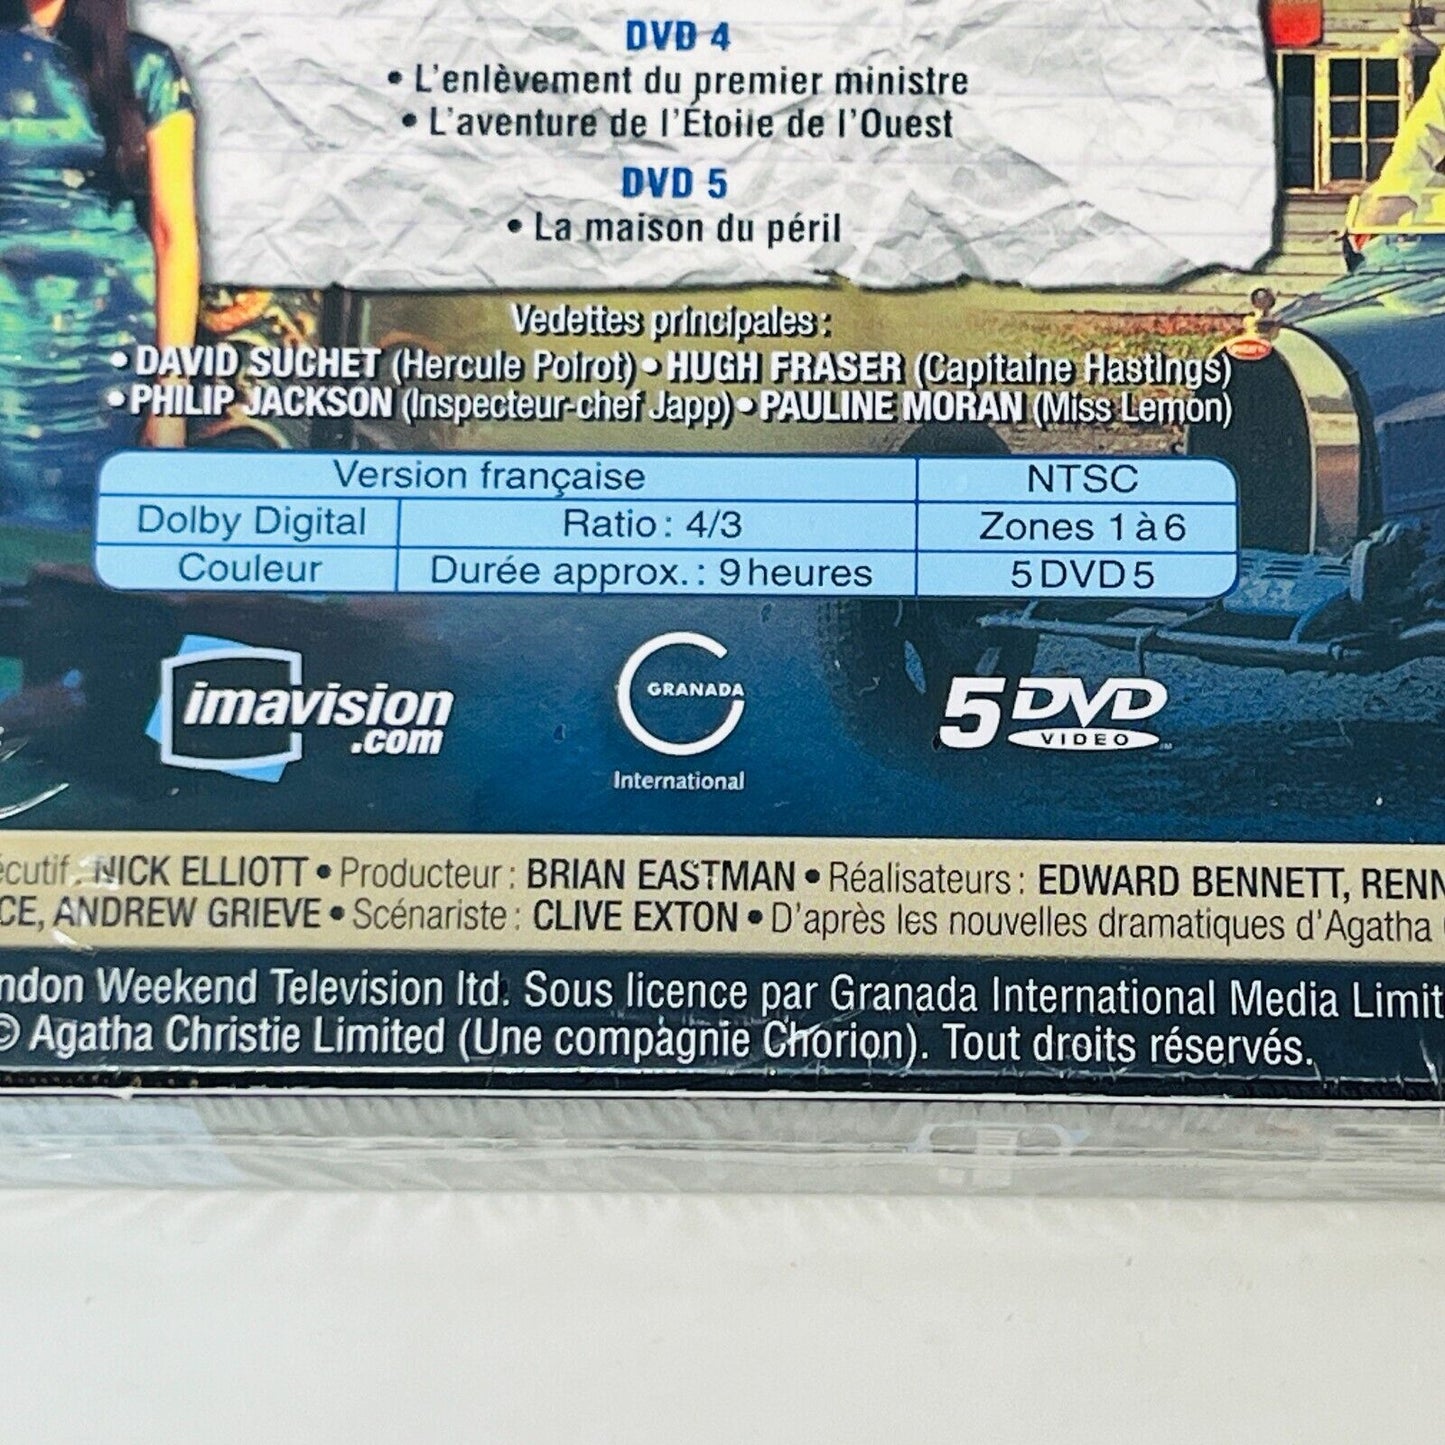 DVD 4
• L'enlèvement du premier ministre
• L'aventure de l'Étoile de l'Ouest
DVD 5
• La maison du péril
Vedettes principales :
• DAVID SUCHET (Hercule Poirot) • HUGH FRASER (Capitaine Hastings)
• PHILIP JACKSON (Inspecteur-chef Japp) • PAULINE MORAN (Miss Lemon)
Version française NTSC
Dolby Digital Ratio : 4/3 Zones 1 à 6
Couleur Durée approx. : 9 heures 5 DVD 5
imavision
.com
GRANADA
International
5 DVD
VIDEO
écutif : NICK ELLIOTT • Producteur : BRIAN EASTMAN • Réalisateurs : EDWARD BENNETT, RENN
CE, ANDREW GRIEVE • Scénariste : CLIVE EXTON • D'après les nouvelles dramatiques d'Agatha
ndon Weekend Television ltd. Sous licence par Granada International Media Limit
© Agatha Christie Limited (Une compagnie Chorion). Tout droits réservés.